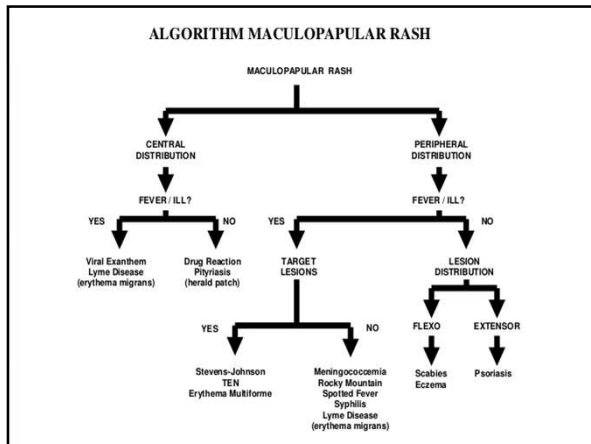 ALGORITHM MACULOPAPULAR RASH
MACULOPAPULAR RASH
CENTRAL
DISTRIBUTION
PERIPHERAL
DISTRIBUTION
FEVER / ILL?
FEVER / ILL?
YES
NO
YES
NO
Viral Exanthem
Lyme Disease
(erythema migrans)
Drug Reaction
Pityriasis
(herald patch)
TARGET
LESIONS
LESION
DISTRIBUTION
YES
NO
FLEXO
EXTENSOR
Stevens-Johnson
TEN
Erythema Multiforme
Meningococcemia
Rocky Mountain
Spotted Fever
Syphilis
Lyme Disease
(erythema migrans)
Scabies
Eczema
Psoriasis